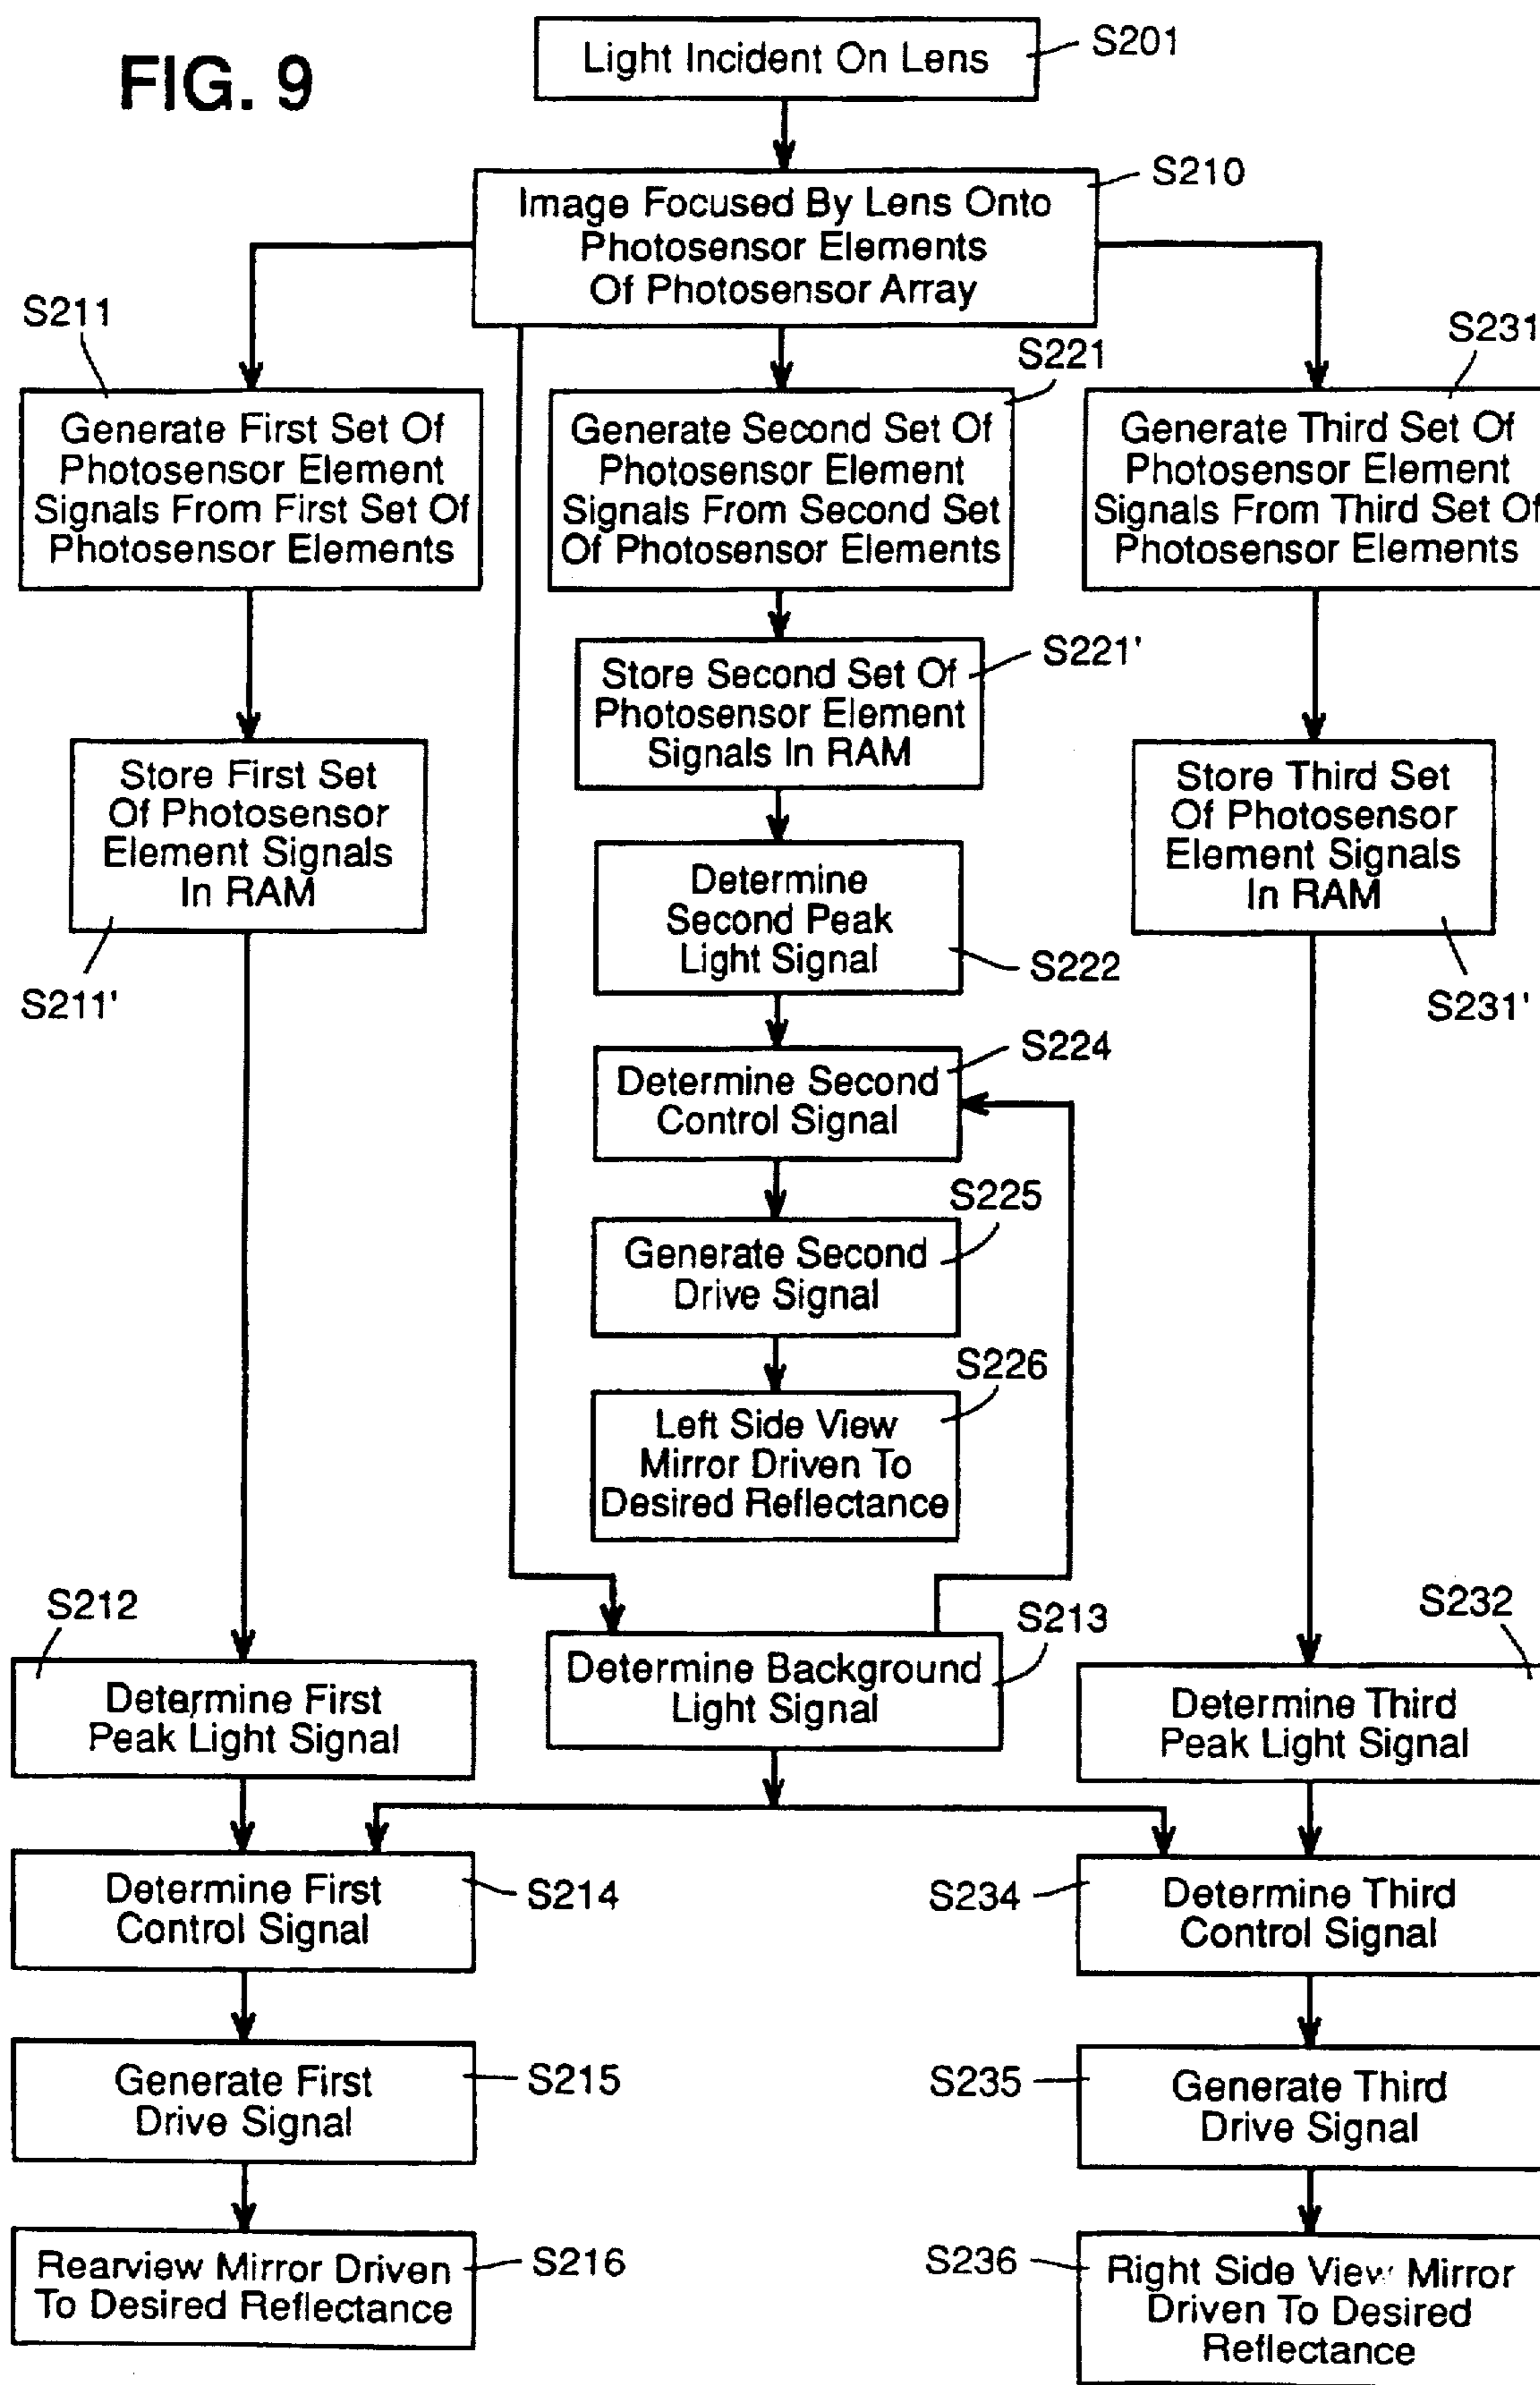 FIG. 9
Light Incident On Lens
S201
Image Focused By Lens Onto
Photosensor Elements
Of Photosensor Array
S210
S211
Generate First Set Of
Photosensor Element
Signals From First Set Of
Photosensor Elements
S221
Generate Second Set Of
Photosensor Element
Signals From Second Set
Of Photosensor Elements
S231
Generate Third Set Of
Photosensor Element
Signals From Third Set Of
Photosensor Elements
Store First Set
Of Photosensor
Element Signals
In RAM
S211'
Store Second Set Of
Photosensor Element
Signals In RAM
S221'
Store Third Set
Of Photosensor
Element Signals
In RAM
S231'
Determine
Second Peak
Light Signal
S222
Determine Second
Control Signal
S224
Generate Second
Drive Signal
S225
Left Side View
Mirror Driven To
Desired Reflectance
S226
S212
Determine First
Peak Light Signal
Determine Background
Light Signal
S213
S232
Determine Third
Peak Light Signal
Determine First
Control Signal
S214
S234
Determine Third
Control Signal
Generate First
Drive Signal
S215
S235
Generate Third
Drive Signal
Rearview Mirror Driven
To Desired Reflectance
S216
S236
Right Side View Mirror
Driven To Desired
Reflectance